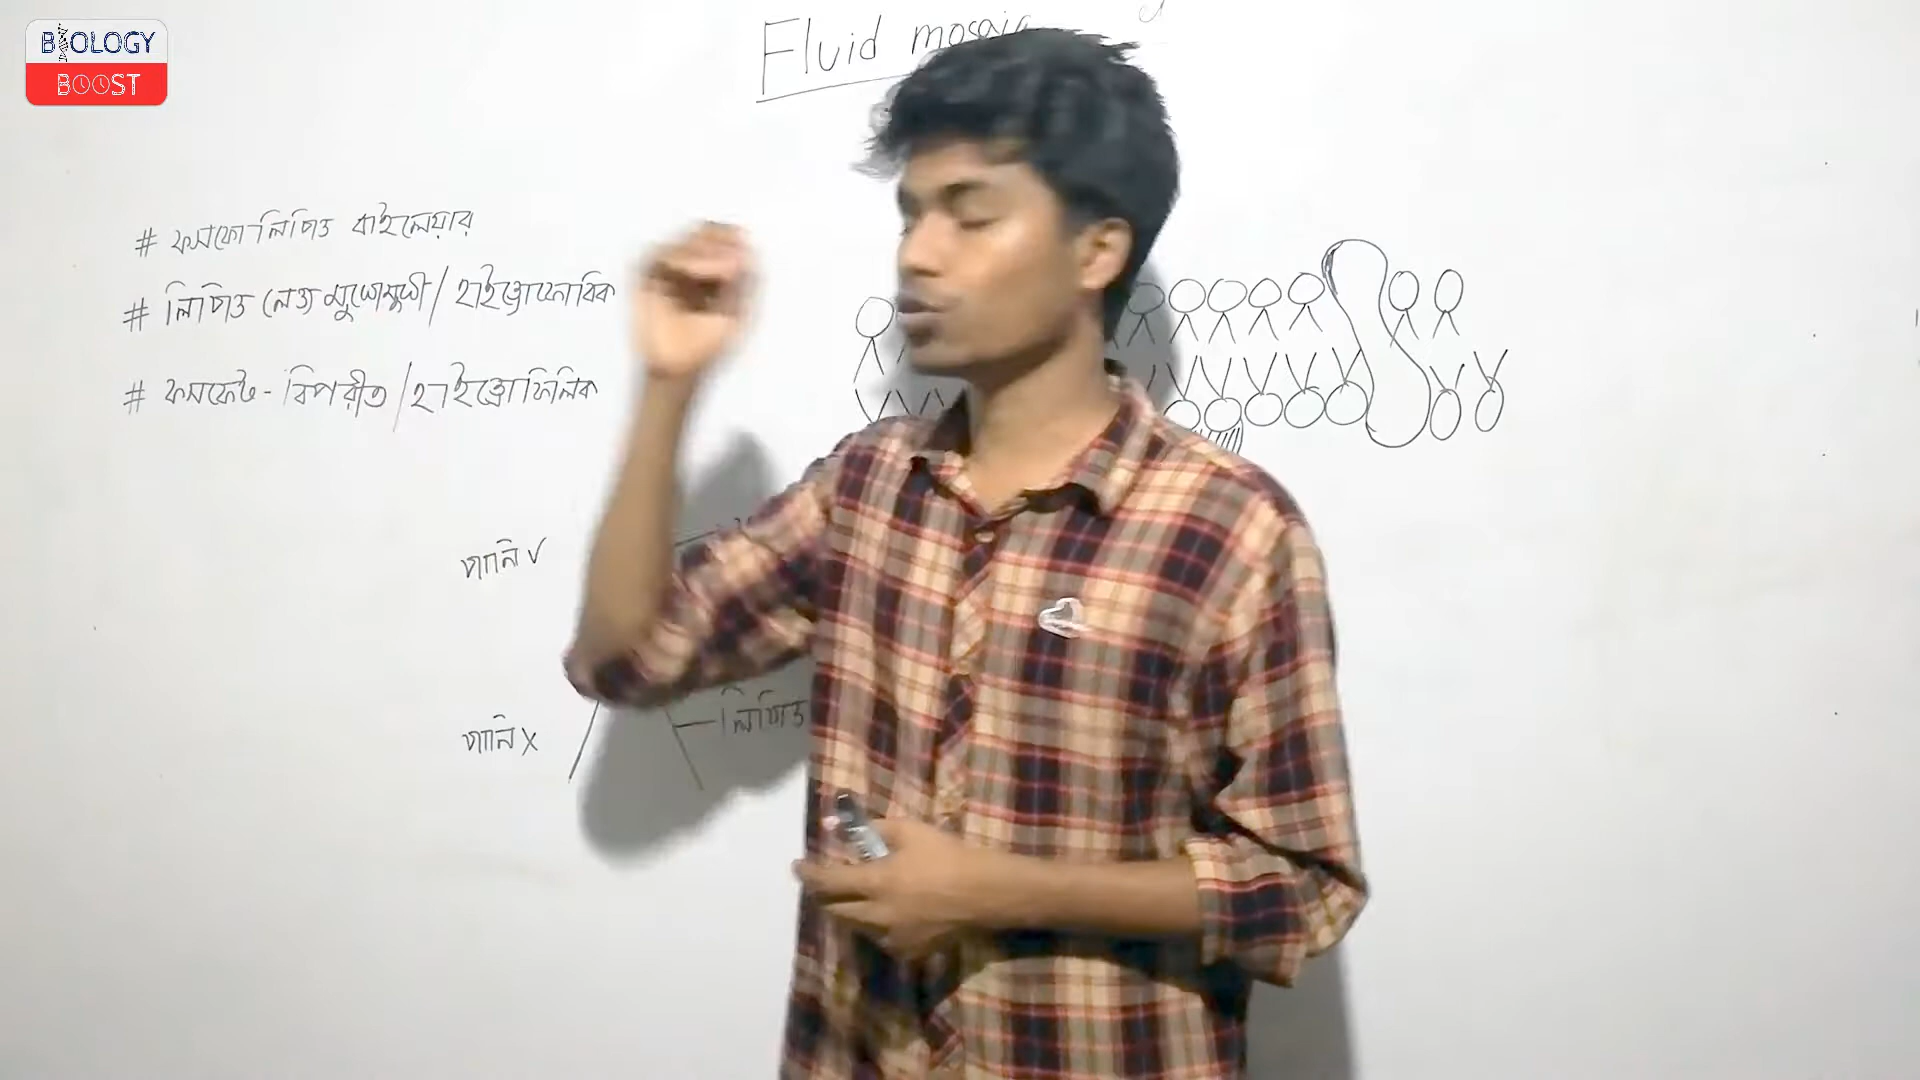 BIOLOGY
BOOST
Fluid mosaic
# ফসফোলিপিড বাইলেয়ার
# লিপিড লেজ মুখোমুখী / হাইড্রোফোবিক
# ফসফেট - বিপরীত / হাইড্রোফিলিক
পানি ✓
পানি X
লিপিড